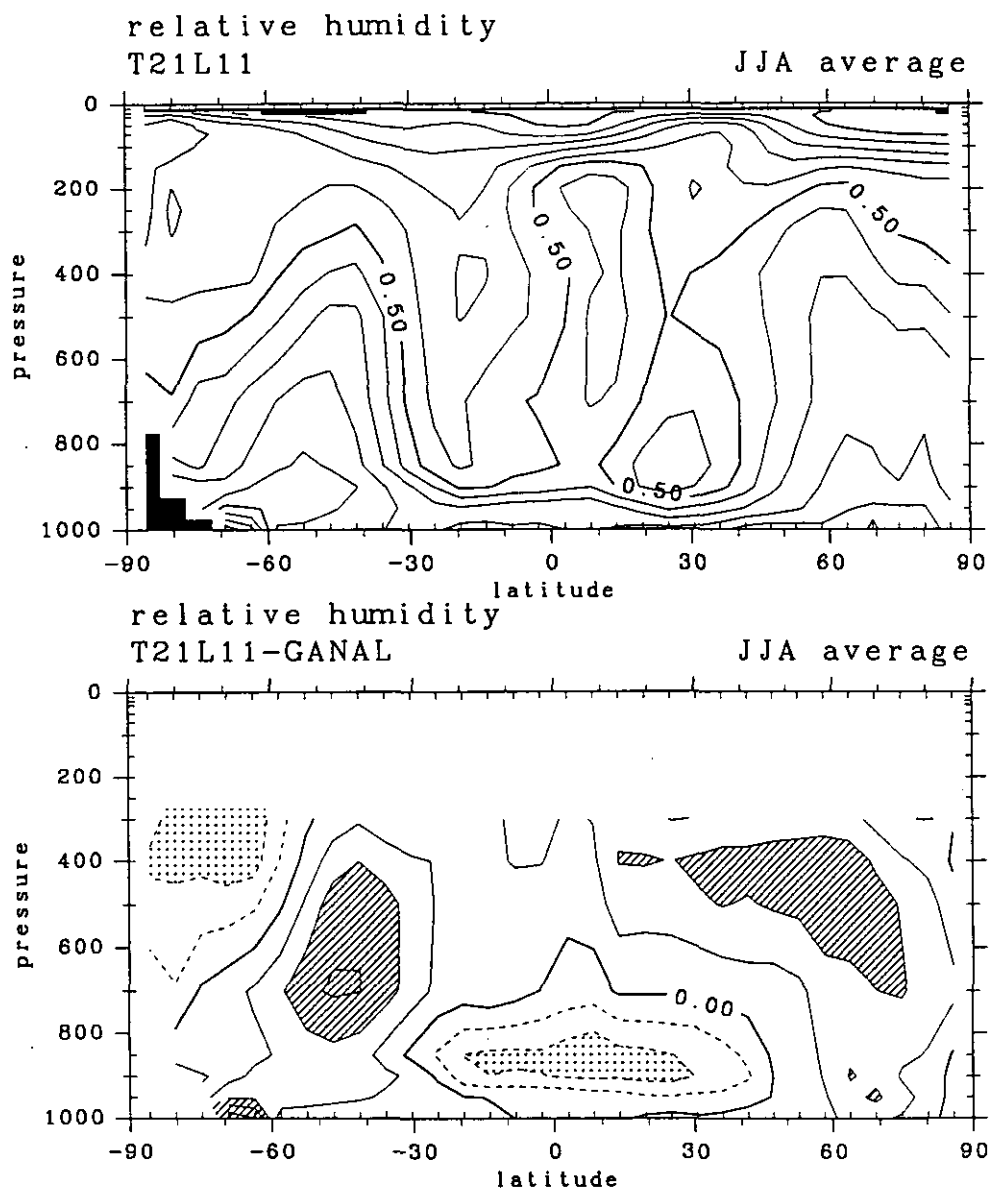 relative humidity
T21L11 JJA average
0
200
400
600
800
1000
pressure
0.50
0.50
0.50
0.50
-90 -60 -30 0 30 60 90
latitude
relative humidity
T21L11-GANAL JJA average
0
200
400
600
800
1000
pressure
0.00
-90 -60 -30 0 30 60 90
latitude